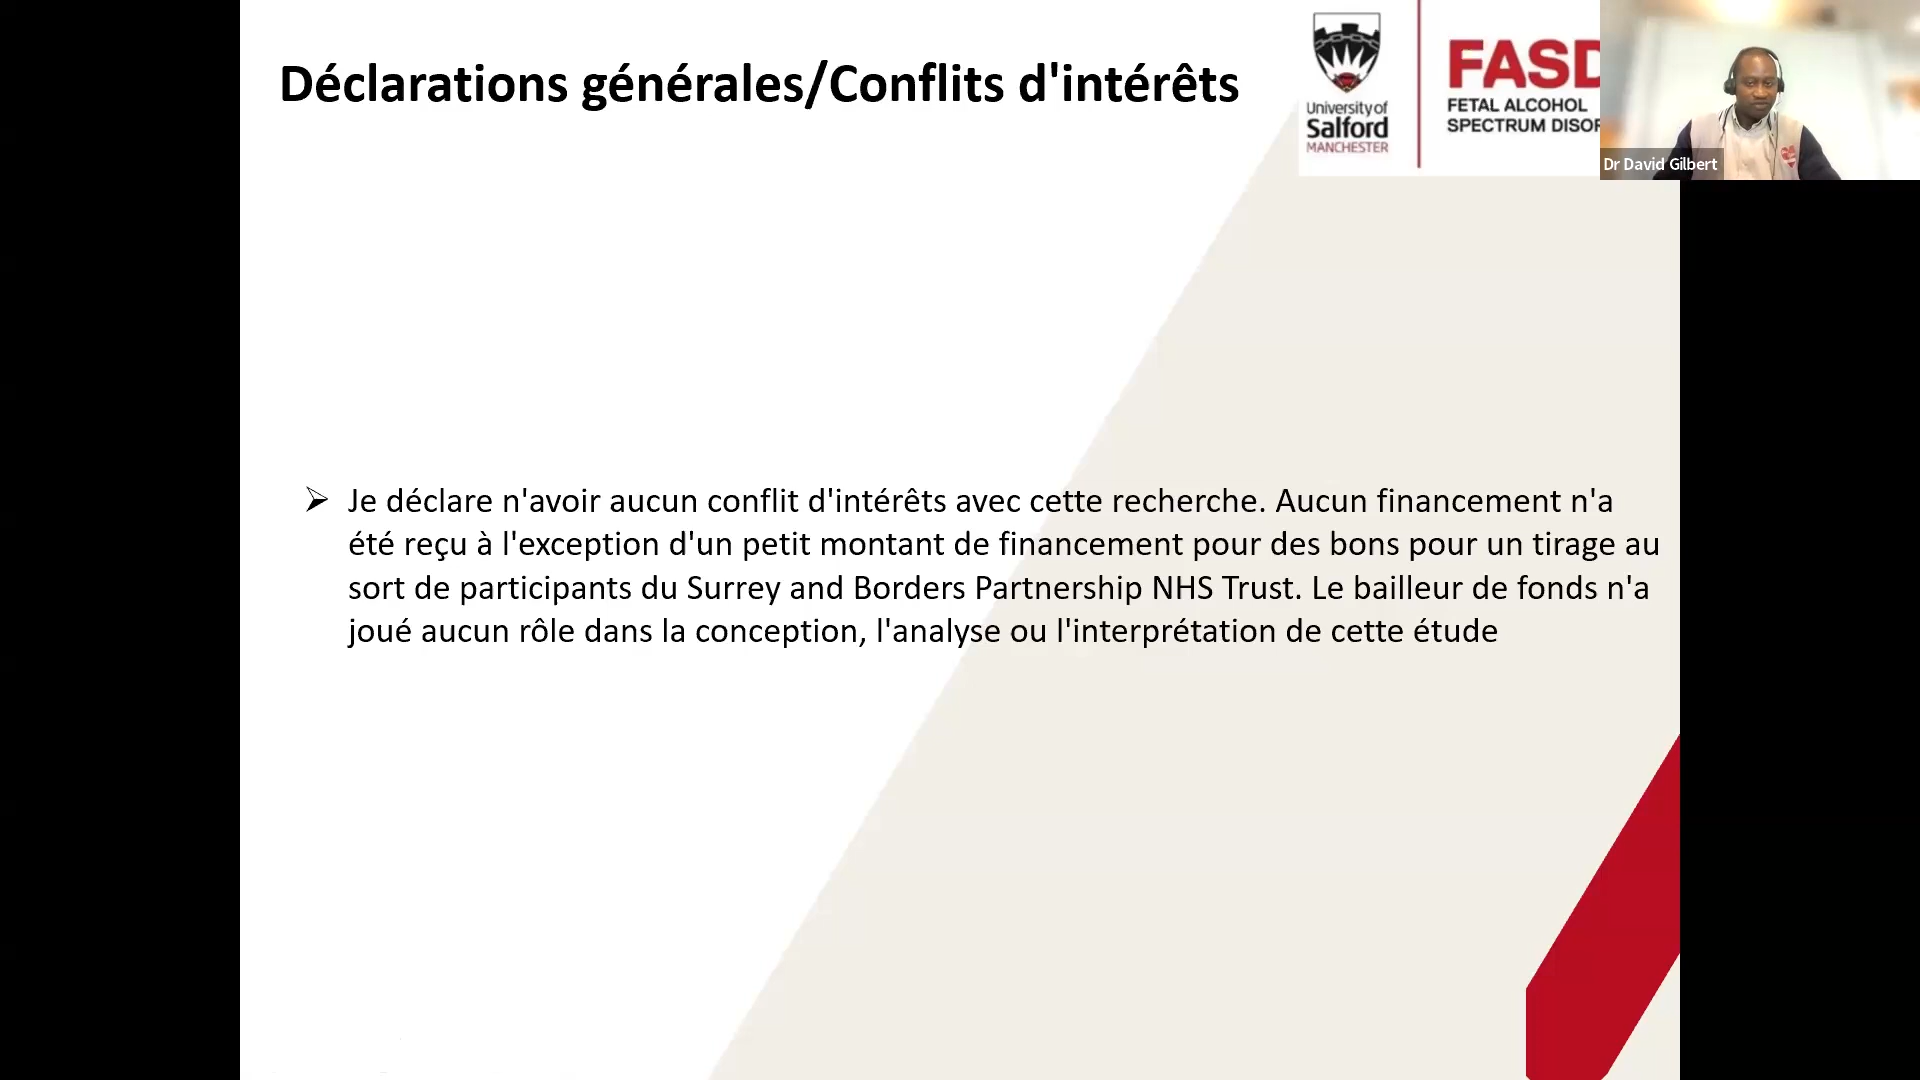 Déclarations générales/Conflits d'intérêts
University of
Salford
MANCHESTER
FASD
FETAL ALCOHOL
SPECTRUM DISOR
Dr David Gilbert
➢ Je déclare n'avoir aucun conflit d'intérêts avec cette recherche. Aucun financement n'a
été reçu à l'exception d'un petit montant de financement pour des bons pour un tirage au
sort de participants du Surrey and Borders Partnership NHS Trust. Le bailleur de fonds n'a
joué aucun rôle dans la conception, l'analyse ou l'interprétation de cette étude